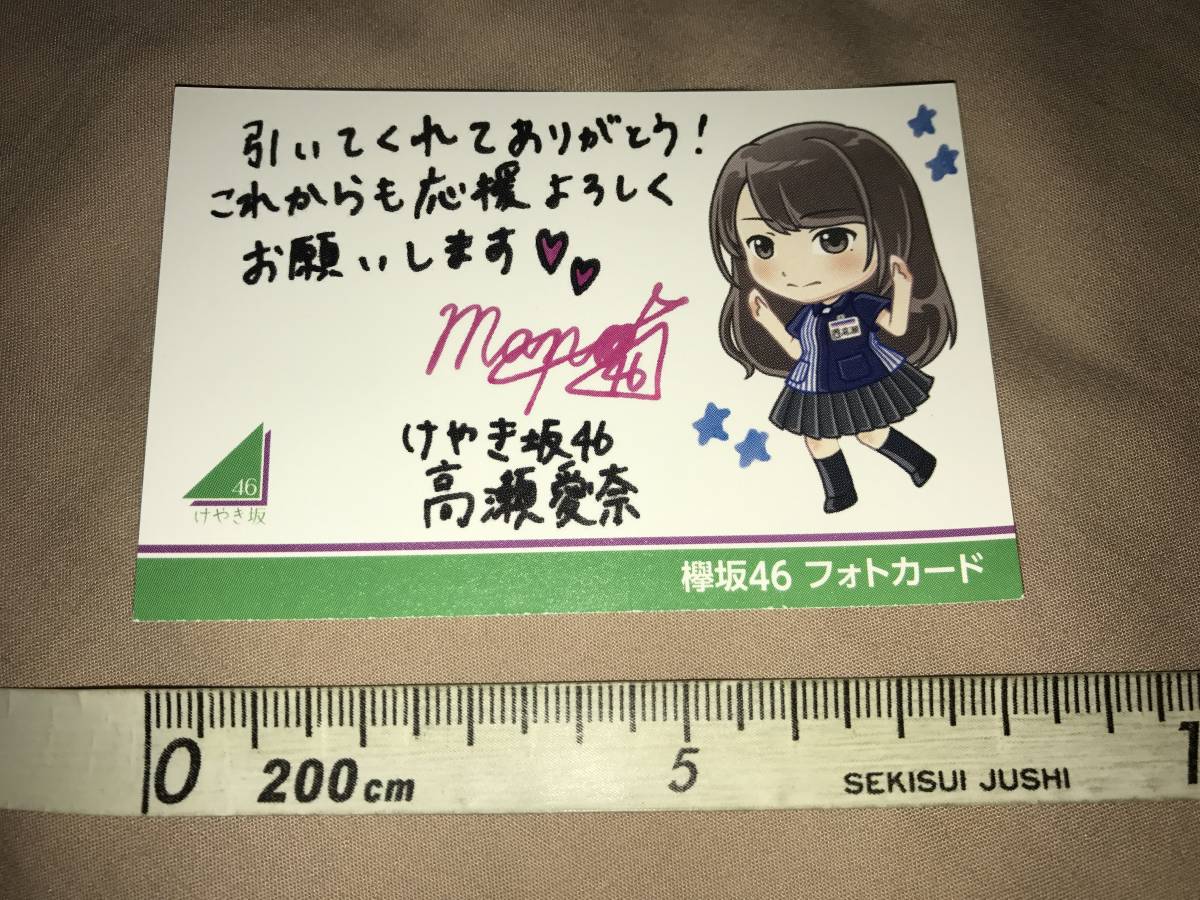 引いてくれてありがとう!
これからも応援よろしく
お願いします
46
けやき坂46
高瀬愛奈
46
けやき坂
欅坂46 フォトカード
0
200cm
5
SEKISUI JUSHI
1